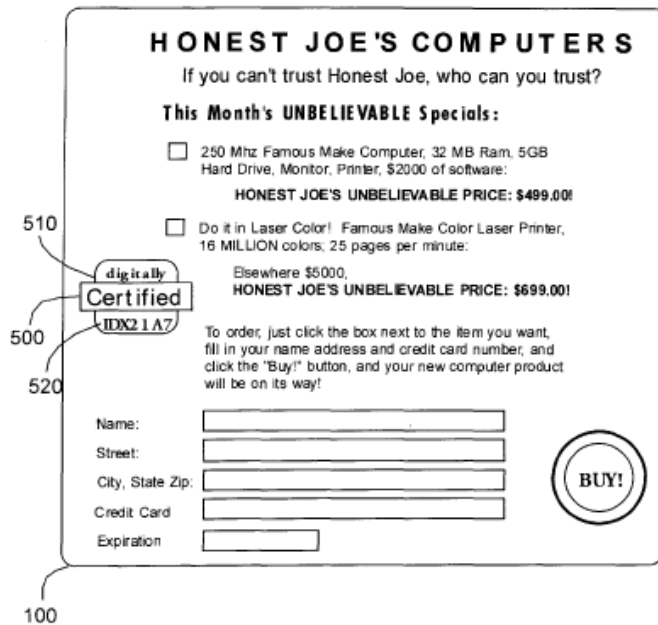 HONEST JOE'S COMPUTERS
If you can't trust Honest Joe, who can you trust?
This Month's UNBELIEVABLE Specials:
250 Mhz Famous Make Computer, 32 MB Ram, 5GB
Hard Drive, Monitor, Printer, $2000 of software:
HONEST JOE'S UNBELIEVABLE PRICE: $499.00!
Do it in Laser Color! Famous Make Color Laser Printer,
16 MILLION colors; 25 pages per minute:
Elsewhere $5000,
HONEST JOE'S UNBELIEVABLE PRICE: $699.00!
510
digitally
Certified
500
IDX21A7
520
To order, just click the box next to the item you want,
fill in your name address and credit card number, and
click the "Buy!" button, and your new computer product
will be on its way!
Name:
Street:
City, State Zip:
Credit Card
Expiration
BUY!
100